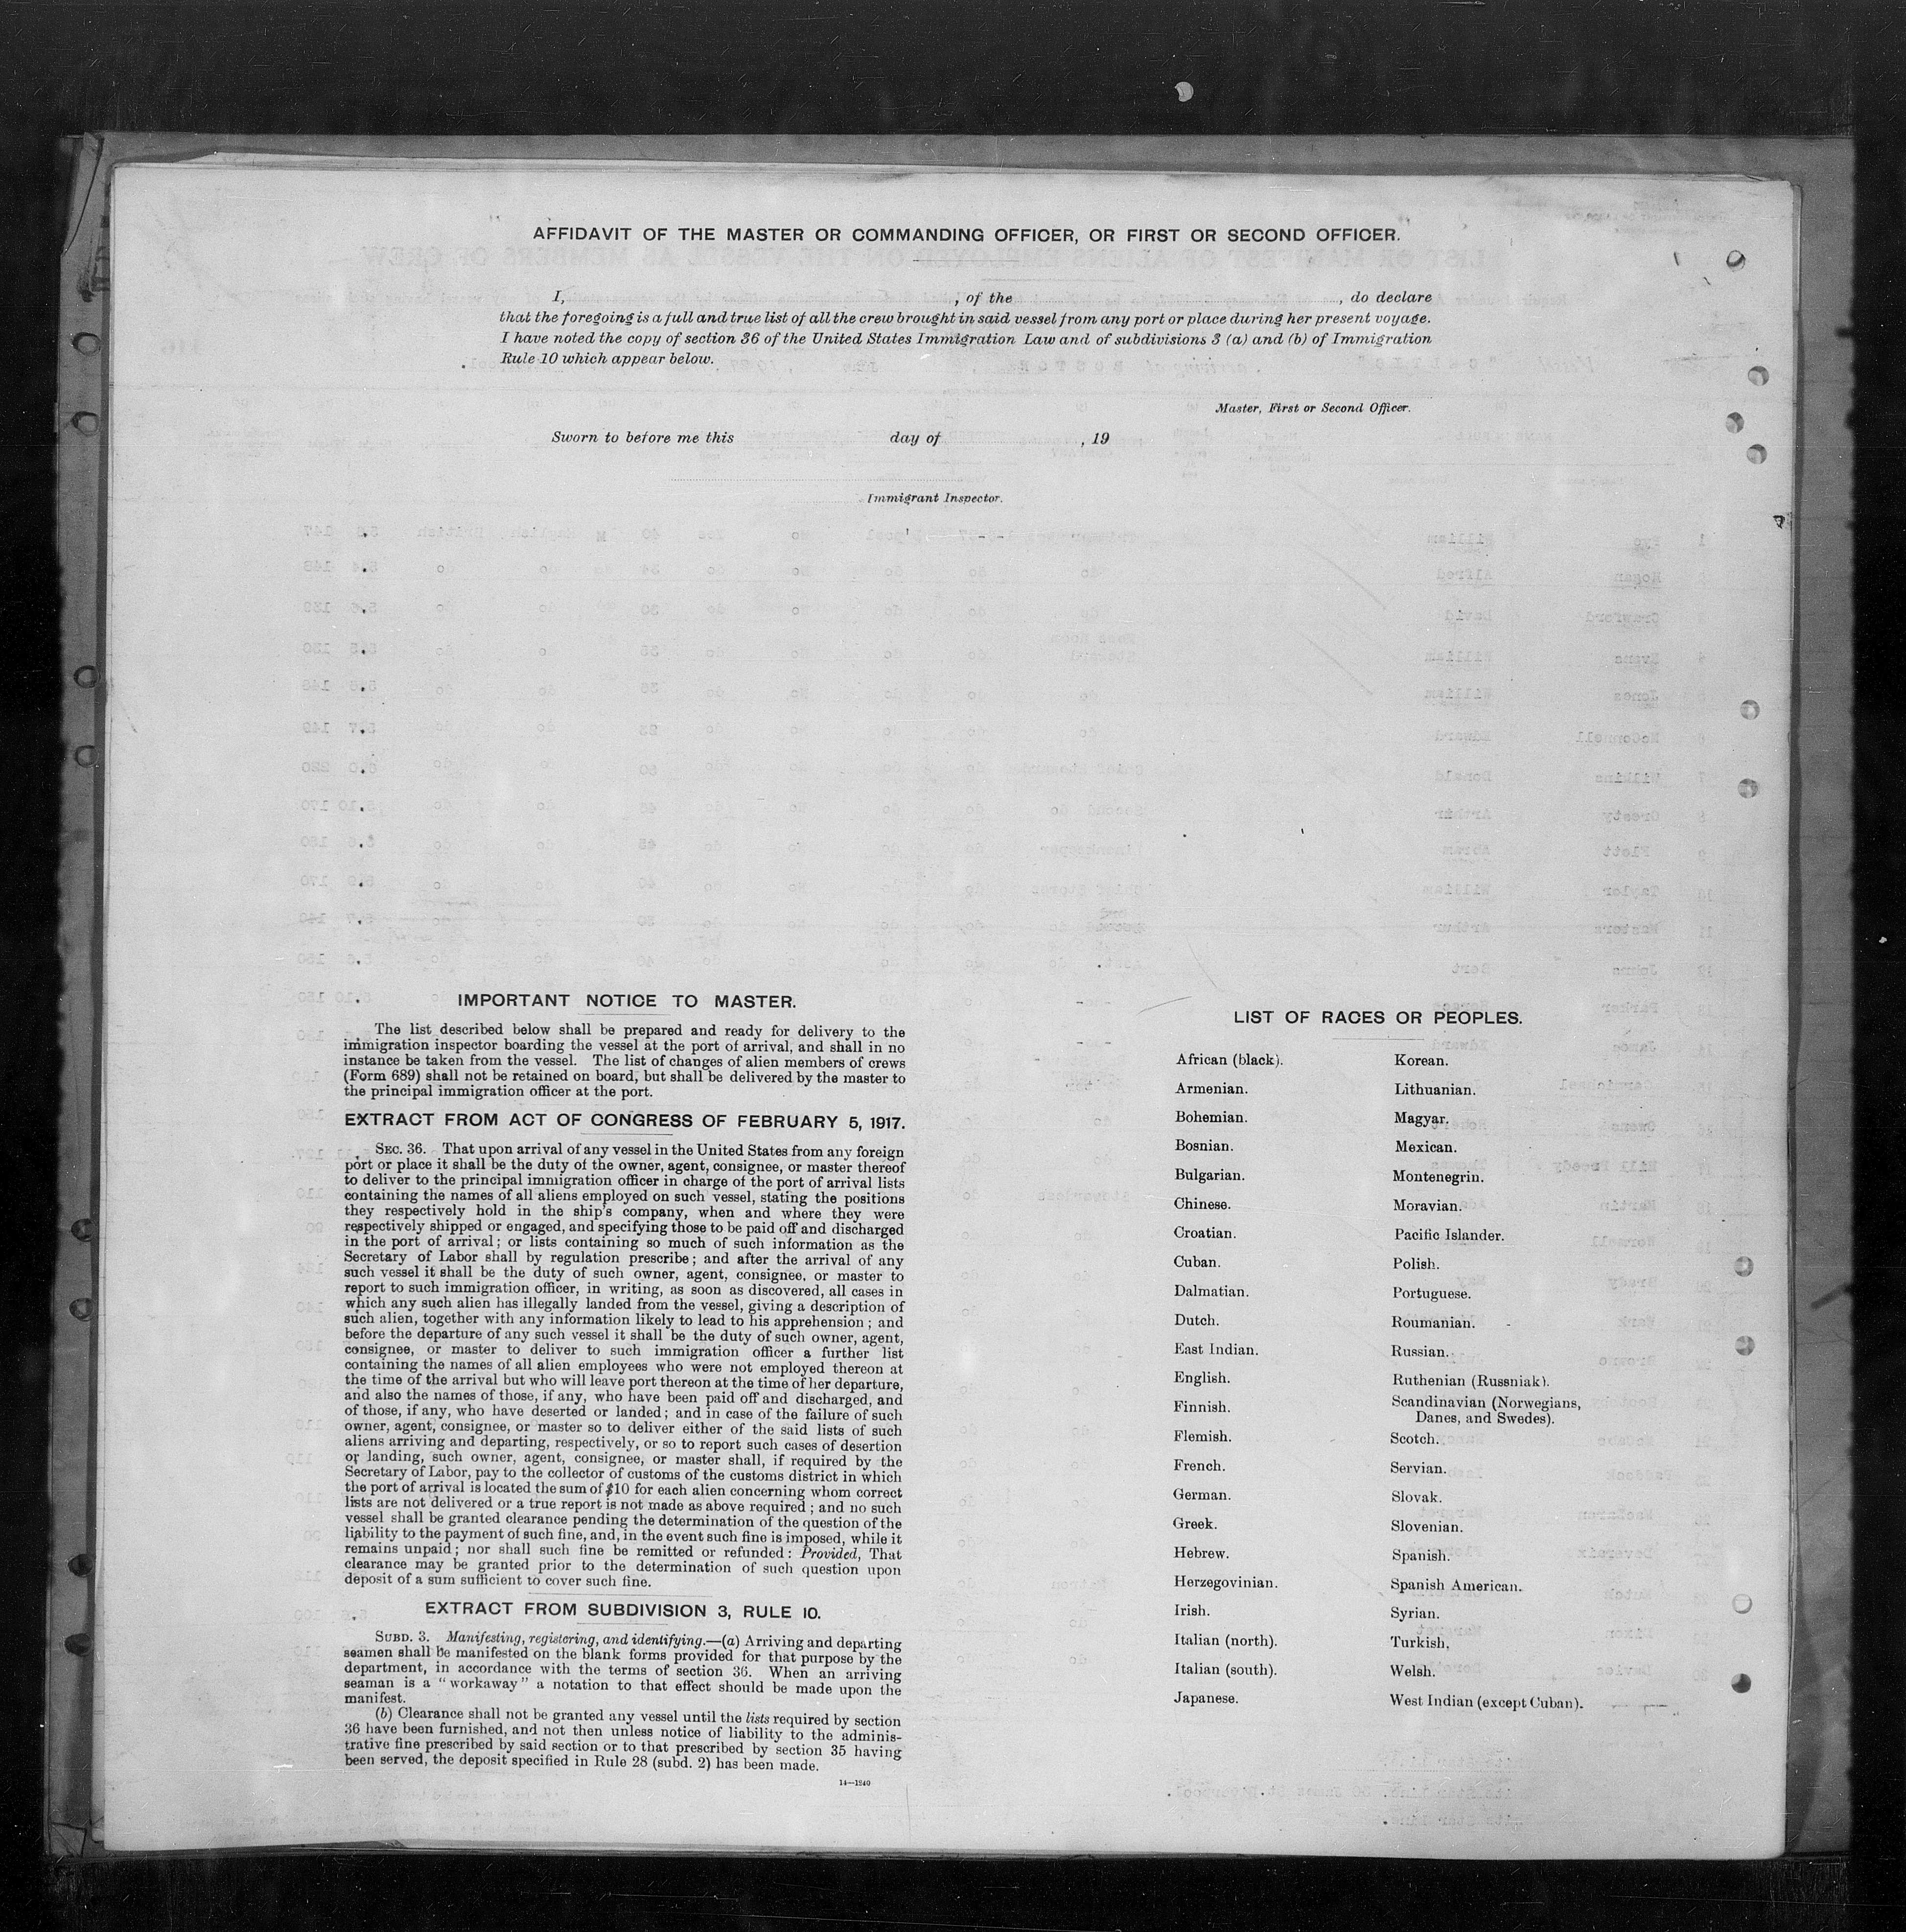 AFFIDAVIT OF THE MASTER OR COMMANDING OFFICER, OR FIRST OR SECOND OFFICER.
I, , of the , do declare
that the foregoing is a full and true list of all the crew brought in said vessel from any port or place during her present voyage.
I have noted the copy of section 36 of the United States Immigration Law and of subdivisions 3 (a) and (b) of Immigration
Rule 10 which appear below.
Master, First or Second Officer.
Sworn to before me this day of , 19
Immigrant Inspector.
IMPORTANT NOTICE TO MASTER.
The list described below shall be prepared and ready for delivery to the
immigration inspector boarding the vessel at the port of arrival, and shall in no
instance be taken from the vessel. The list of changes of alien members of crews
(Form 689) shall not be retained on board, but shall be delivered by the master to
the principal immigration officer at the port.
EXTRACT FROM ACT OF CONGRESS OF FEBRUARY 5, 1917.
SEC. 36. That upon arrival of any vessel in the United States from any foreign
port or place it shall be the duty of the owner, agent, consignee, or master thereof
to deliver to the principal immigration officer in charge of the port of arrival lists
containing the names of all aliens employed on such vessel, stating the positions
they respectively hold in the ship's company, when and where they were
respectively shipped or engaged, and specifying those to be paid off and discharged
in the port of arrival; or lists containing so much of such information as the
Secretary of Labor shall by regulation prescribe; and after the arrival of any
such vessel it shall be the duty of such owner, agent, consignee, or master to
report to such immigration officer, in writing, as soon as discovered, all cases in
which any such alien has illegally landed from the vessel, giving a description of
such alien, together with any information likely to lead to his apprehension; and
before the departure of any such vessel it shall be the duty of such owner, agent,
consignee, or master to deliver to such immigration officer a further list
containing the names of all alien employees who were not employed thereon at
the time of the arrival but who will leave port thereon at the time of her departure,
and also the names of those, if any, who have been paid off and discharged, and
of those, if any, who have deserted or landed; and in case of the failure of such
owner, agent, consignee, or master so to deliver either of the said lists of such
aliens arriving and departing, respectively, or so to report such cases of desertion
or landing, such owner, agent, consignee, or master shall, if required by the
Secretary of Labor, pay to the collector of customs of the customs district in which
the port of arrival is located the sum of $10 for each alien concerning whom correct
lists are not delivered or a true report is not made as above required; and no such
vessel shall be granted clearance pending the determination of the question of the
liability to the payment of such fine, and, in the event such fine is imposed, while it
remains unpaid; nor shall such fine be remitted or refunded: Provided, That
clearance may be granted prior to the determination of such question upon
deposit of a sum sufficient to cover such fine.
EXTRACT FROM SUBDIVISION 3, RULE 10.
SUBD. 3. Manifesting, registering, and identifying.—(a) Arriving and departing
seamen shall be manifested on the blank forms provided for that purpose by the
department, in accordance with the terms of section 36. When an arriving
seaman is a "workaway" a notation to that effect should be made upon the
manifest.
(b) Clearance shall not be granted any vessel until the lists required by section
36 have been furnished, and not then unless notice of liability to the adminis-
trative fine prescribed by said section or to that prescribed by section 35 having
been served, the deposit specified in Rule 28 (subd. 2) has been made.
14—1240
LIST OF RACES OR PEOPLES.
African (black).
Armenian.
Bohemian.
Bosnian.
Bulgarian.
Chinese.
Croatian.
Cuban.
Dalmatian.
Dutch.
East Indian.
English.
Finnish.
Flemish.
French.
German.
Greek.
Hebrew.
Herzegovinian.
Irish.
Italian (north).
Italian (south).
Japanese.
Korean.
Lithuanian.
Magyar.
Mexican.
Montenegrin.
Moravian.
Pacific Islander.
Polish.
Portuguese.
Roumanian.
Russian.
Ruthenian (Russniak).
Scandinavian (Norwegians,
Danes, and Swedes).
Scotch.
Servian.
Slovak.
Slovenian.
Spanish.
Spanish American.
Syrian.
Turkish.
Welsh.
West Indian (except Cuban).